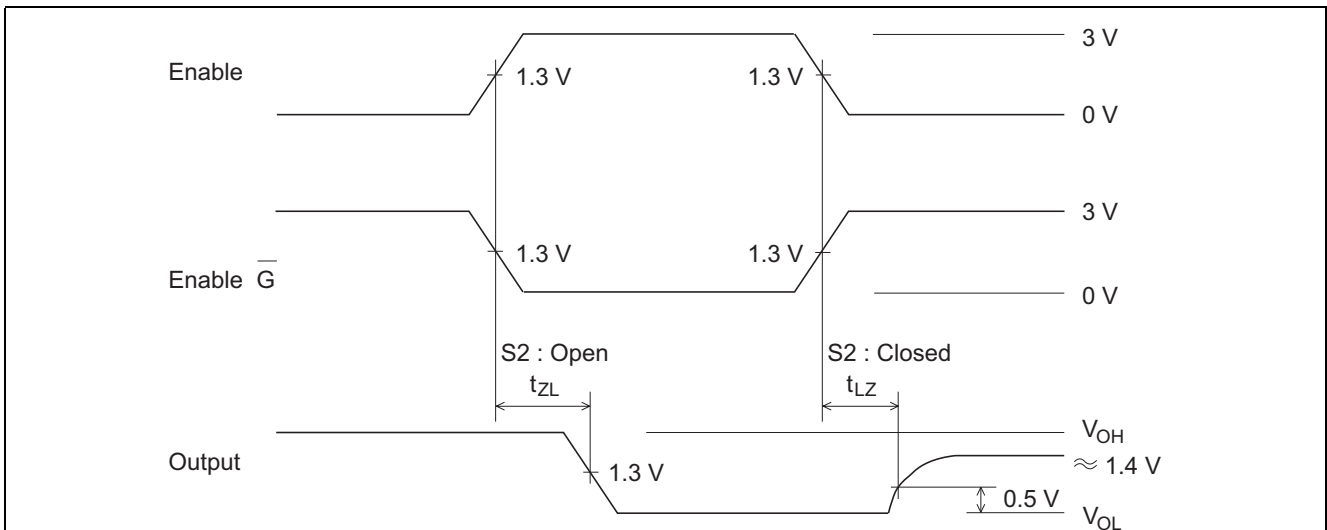 3 V
Enable
1.3 V
1.3 V
0 V
3 V
1.3 V
1.3 V
Enable G̅
0 V
S2 : Open
S2 : Closed
tZL
tLZ
VOH
Output
≈ 1.4 V
1.3 V
0.5 V
VOL